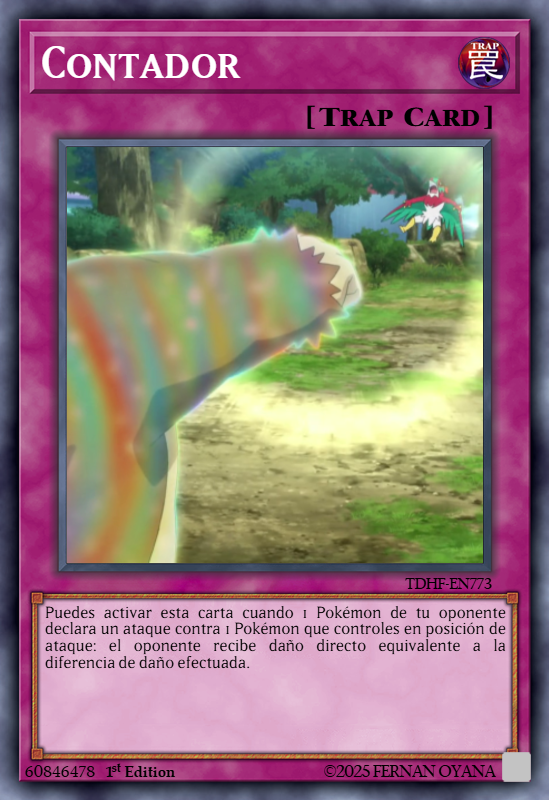 Contador
TRAP
罠
[Trap Card]
TDHF-EN773
Puedes activar esta carta cuando 1 Pokémon de tu oponente
declara un ataque contra 1 Pokémon que controles en posición de
ataque: el oponente recibe daño directo equivalente a la
diferencia de daño efectuada.
60846478 1st Edition ©2025 FERNAN OYANA